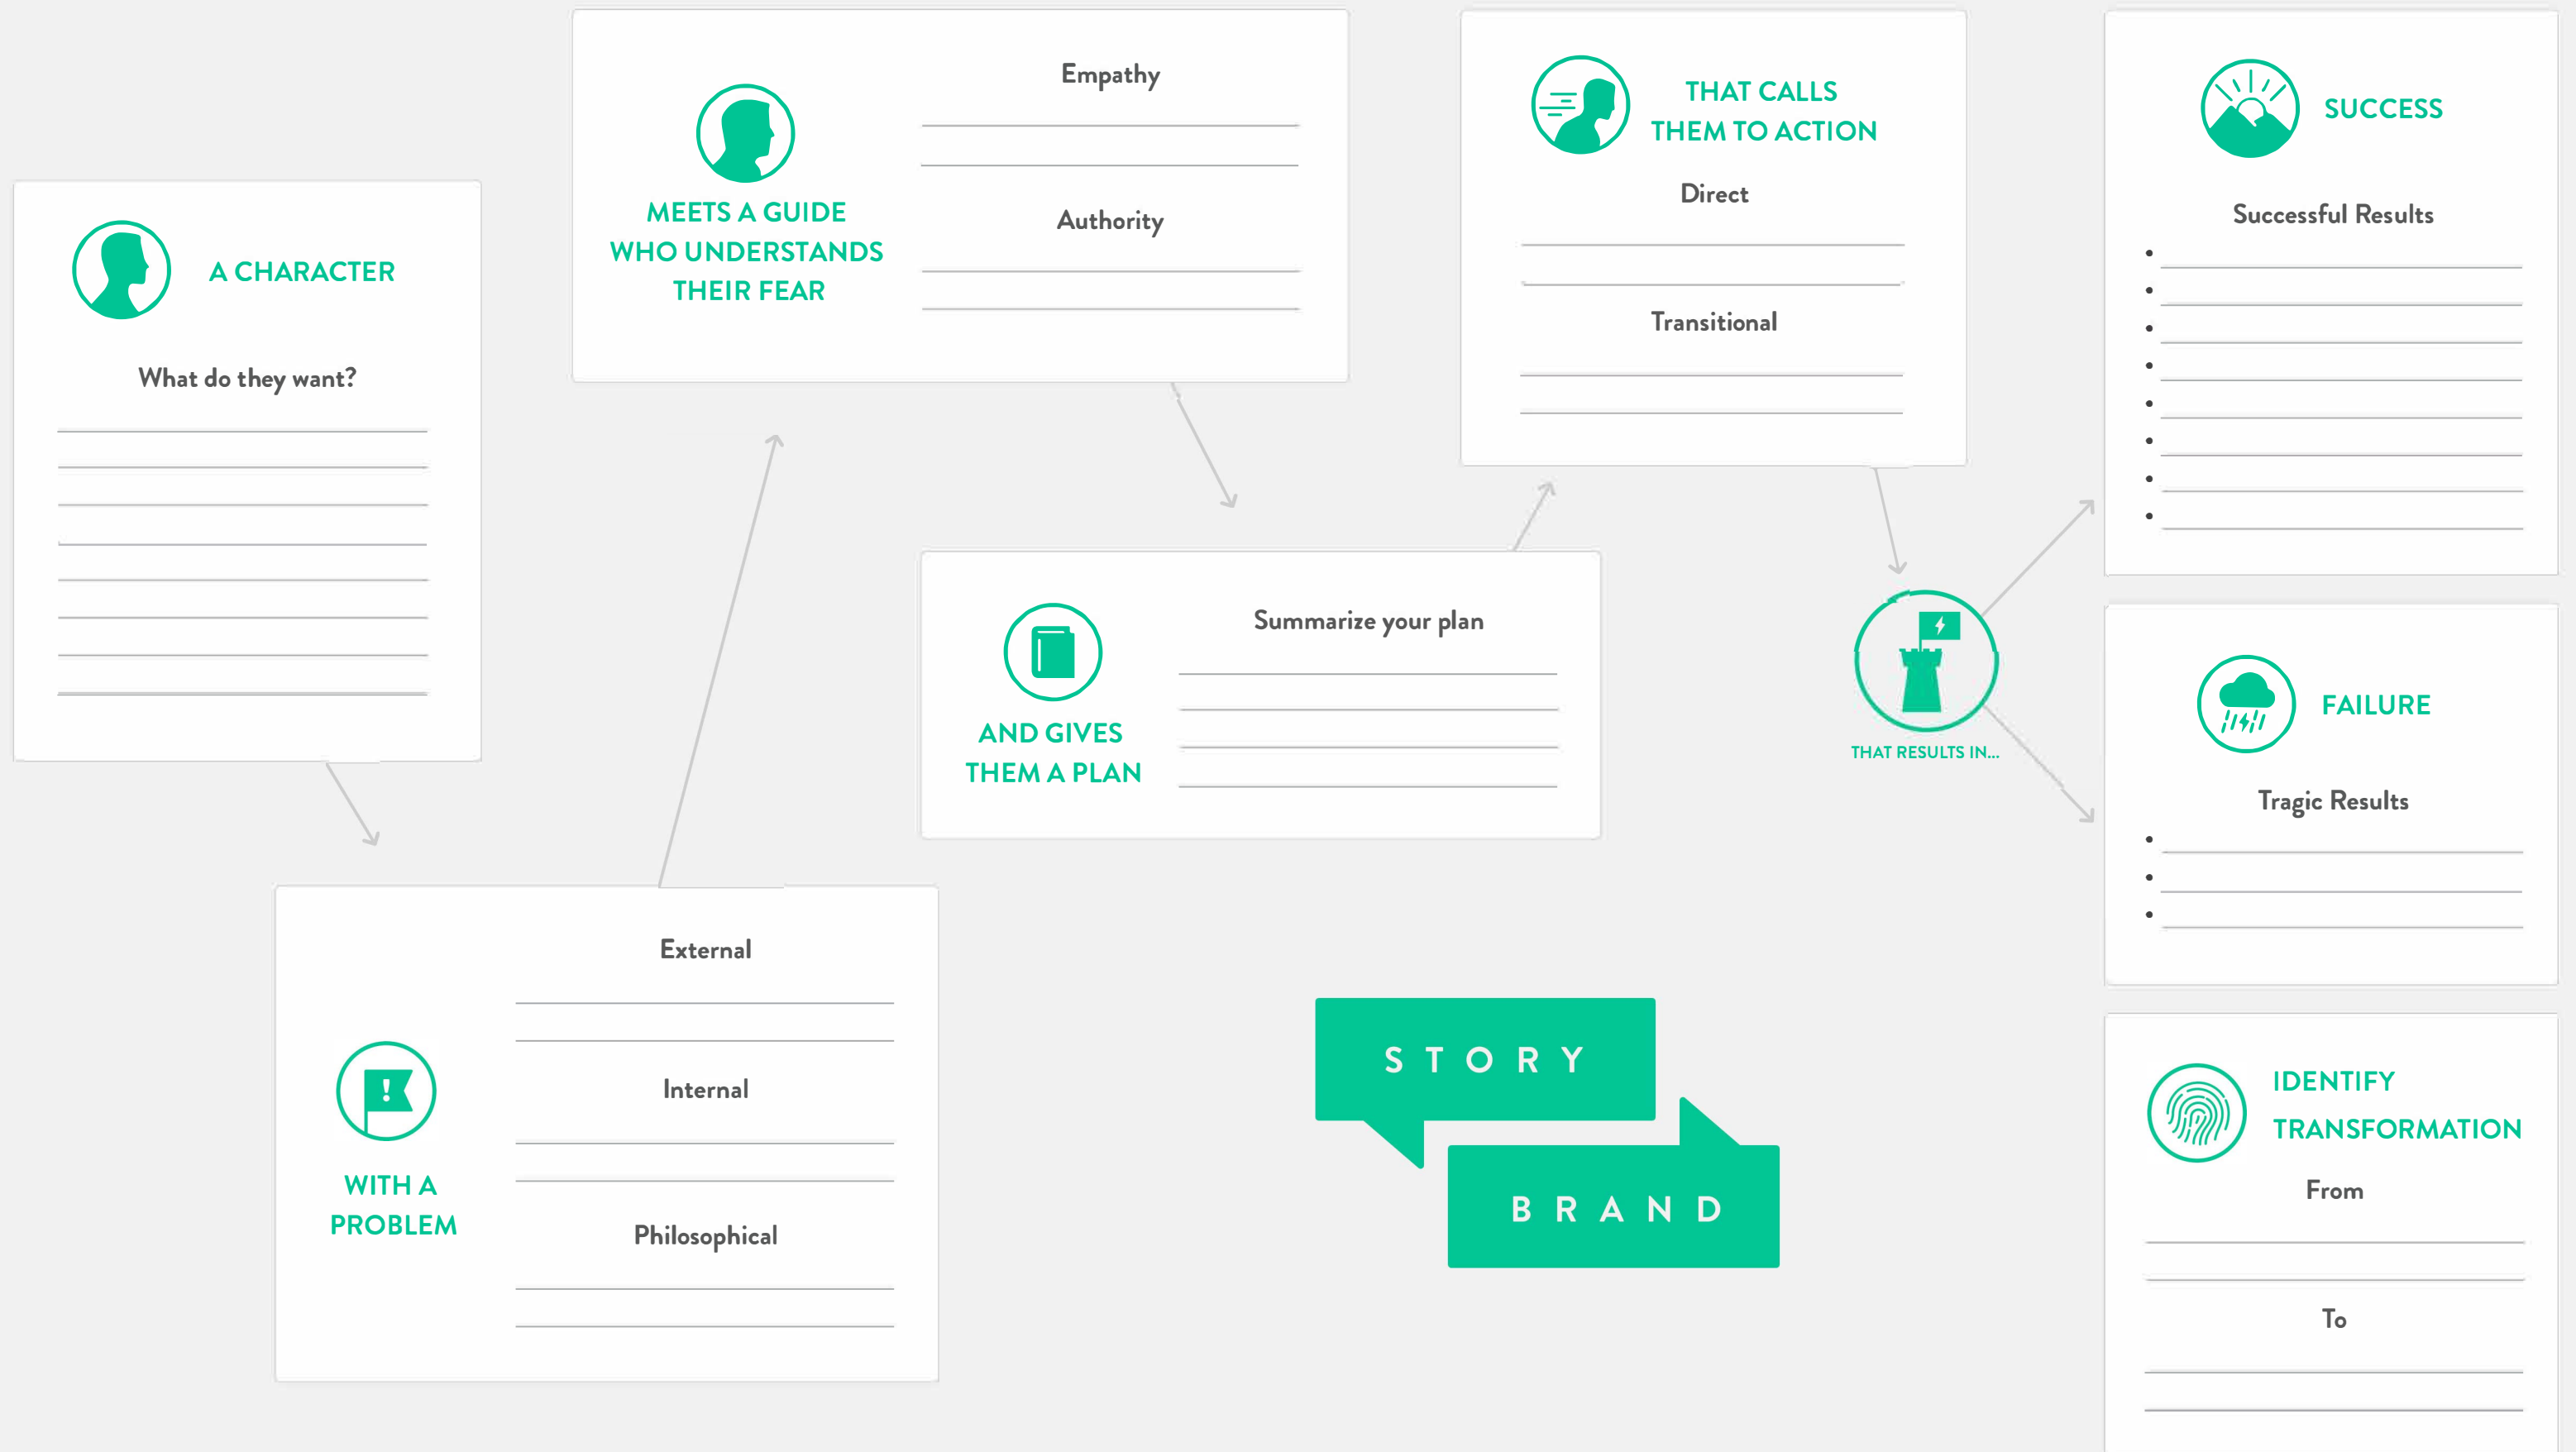 A CHARACTER
What do they want?
WITH A
PROBLEM
External
Internal
Philosophical
MEETS A GUIDE
WHO UNDERSTANDS
THEIR FEAR
Empathy
Authority
AND GIVES
THEM A PLAN
Summarize your plan
THAT CALLS
THEM TO ACTION
Direct
Transitional
THAT RESULTS IN...
SUCCESS
Successful Results
FAILURE
Tragic Results
IDENTIFY
TRANSFORMATION
From
To
STORY
BRAND